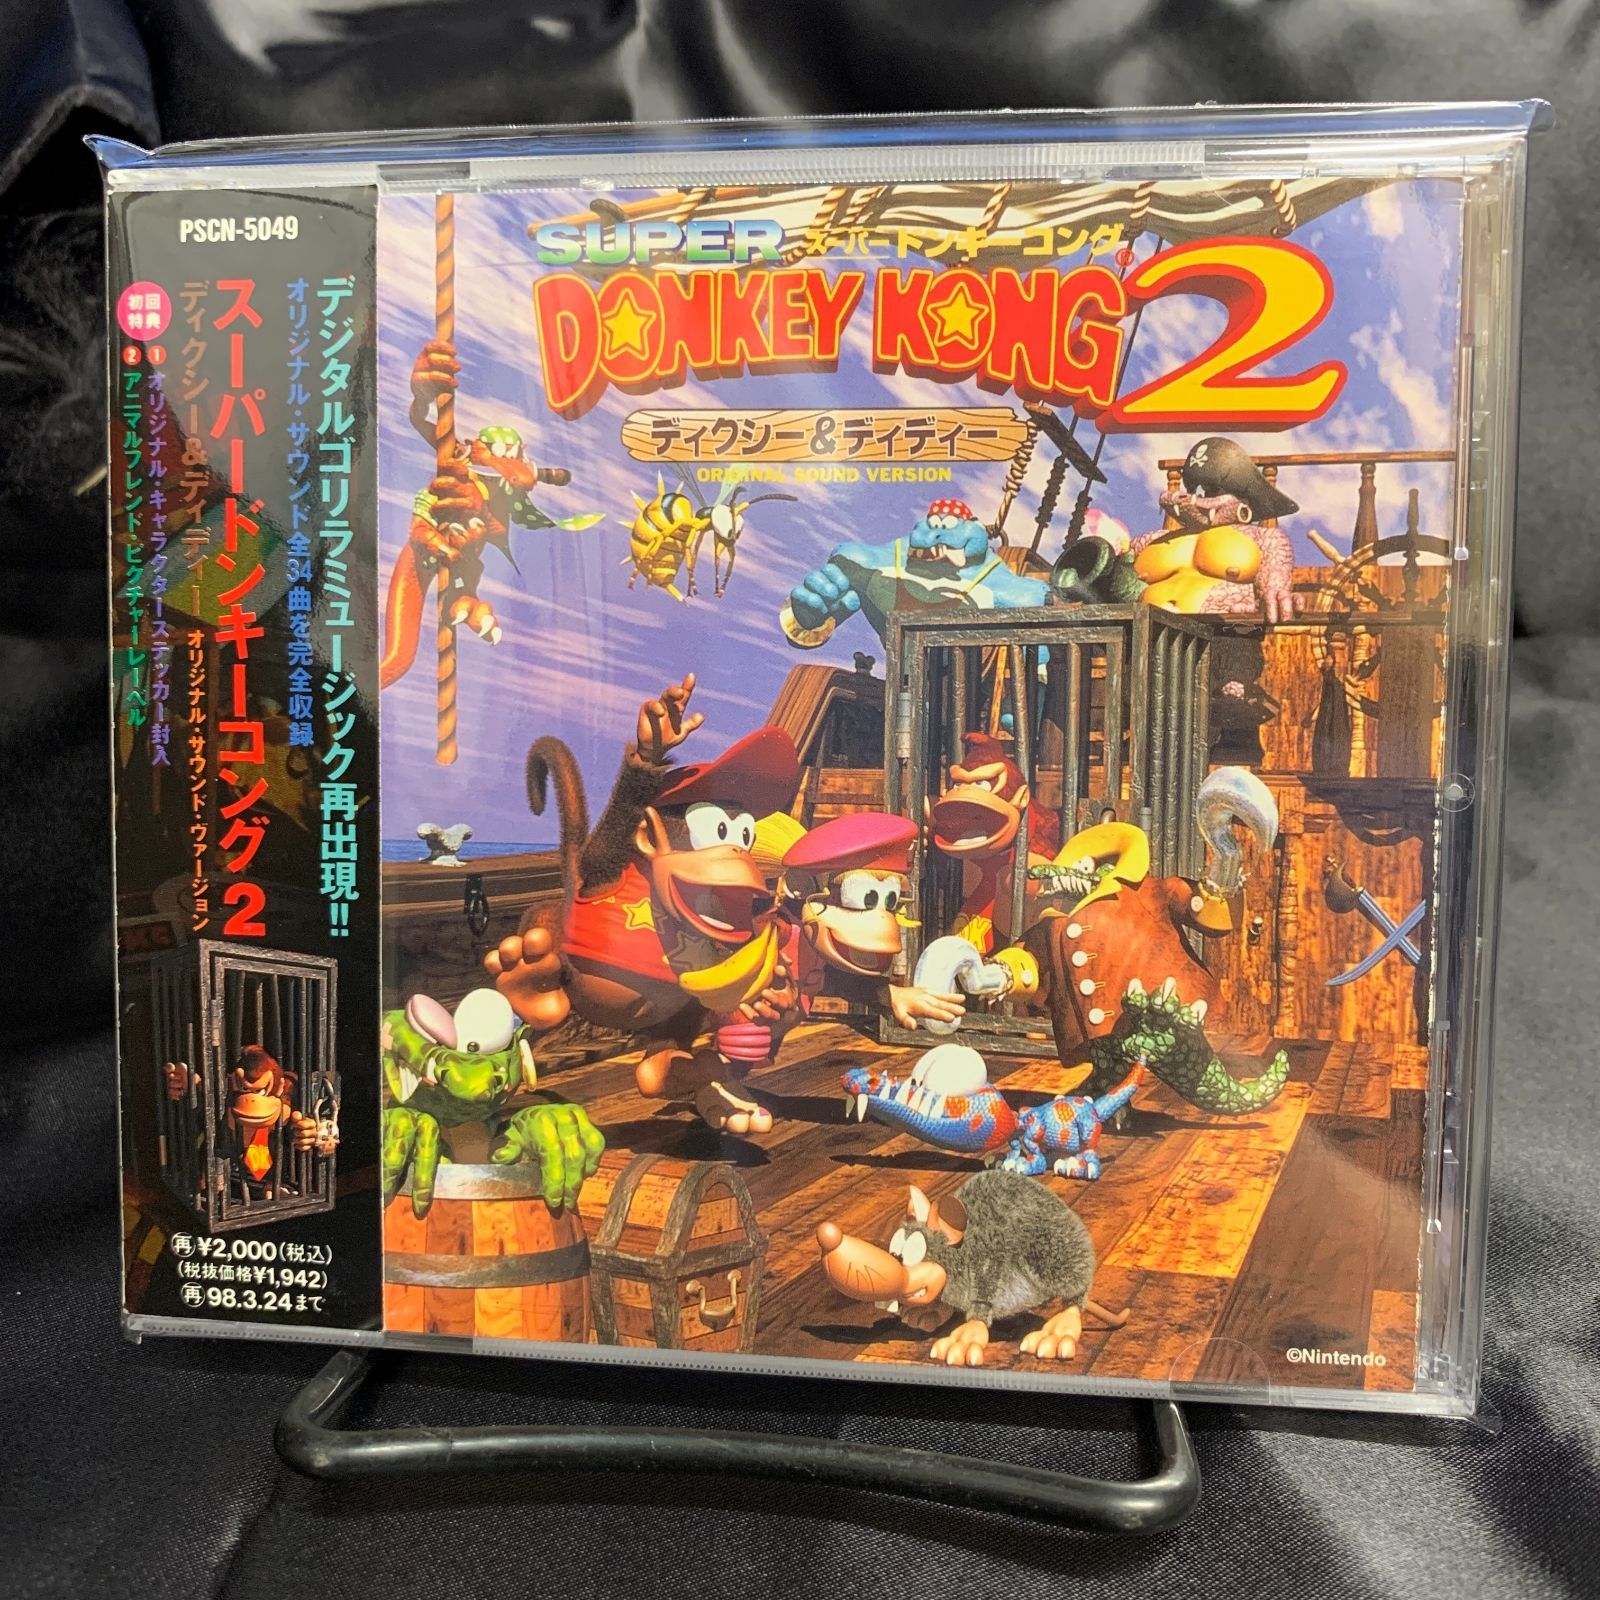 PSCN-5049
デジタルゴリラミュージック再出現!!
オリジナル・サウンド全34曲を完全収録
スーパードンキーコング2
ディクシー&ディディー オリジナル・サウンド・ヴァージョン
初回特典
1 オリジナル・キャラクターステッカー封入
2 アニマルフレンド・ピクチャーレーベル
再¥2,000(税込)
(税抜価格¥1,942)
再98.3.24まで
SUPER スーパードンキーコング
DONKEY KONG® 2
ディクシー&ディディー
ORIGINAL SOUND VERSION
©Nintendo